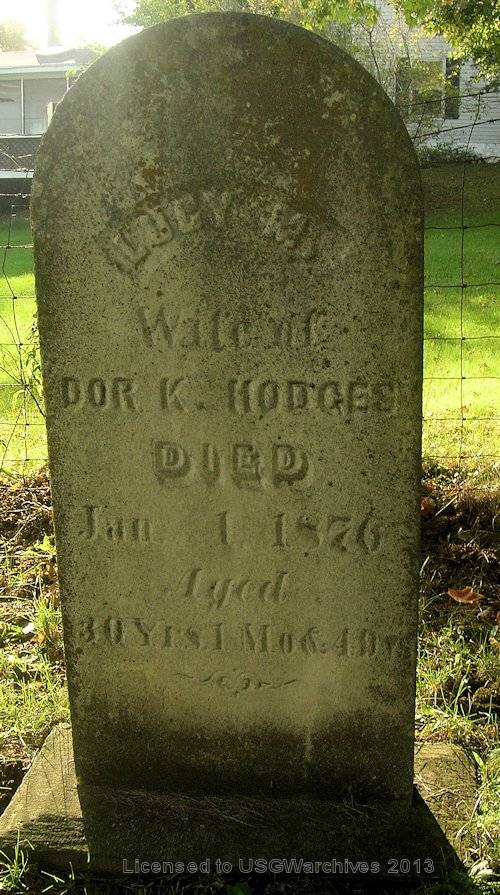 LUCY M.
Wife of
DOR K. HODGES
DIED
Jan. 1, 1876
Aged
30 Yrs 1 Mo & 4 Dys
Licensed to USGWarchives 2013